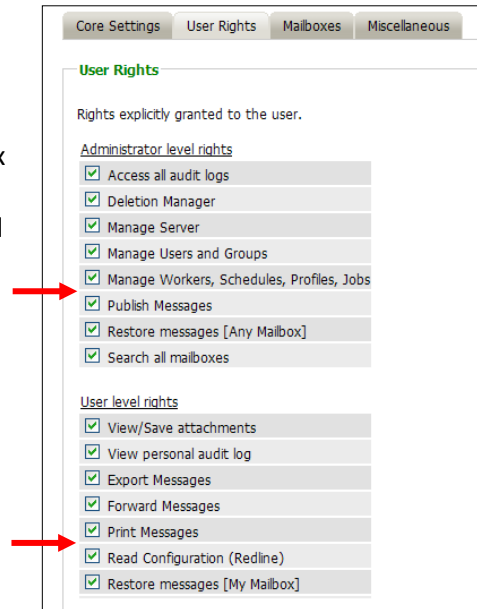 Core Settings User Rights Mailboxes Miscellaneous
User Rights
Rights explicitly granted to the user.
Administrator level rights
Access all audit logs
Deletion Manager
Manage Server
Manage Users and Groups
Manage Workers, Schedules, Profiles, Jobs
Publish Messages
Restore messages [Any Mailbox]
Search all mailboxes
User level rights
View/Save attachments
View personal audit log
Export Messages
Forward Messages
Print Messages
Read Configuration (Redline)
Restore messages [My Mailbox]